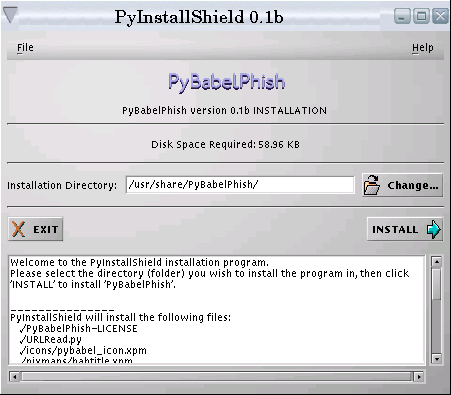 PyInstallShield 0.1b
File Help
PyBabelPhish
PyBabelPhish version 0.1b INSTALLATION
Disk Space Required: 58.96 KB
Installation Directory: /usr/share/PyBabelPhish/ Change...
EXIT INSTALL
Welcome to the PyInstallShield installation program.
Please select the directory (folder) you wish to install the program in, then click
'INSTALL' to install 'PyBabelPhish'.
________________
PyInstallShield will install the following files:
./PyBabelPhish-LICENSE
./URLRead.py
./icons/pybabel_icon.xpm
./pixmaps/babtitle.xpm